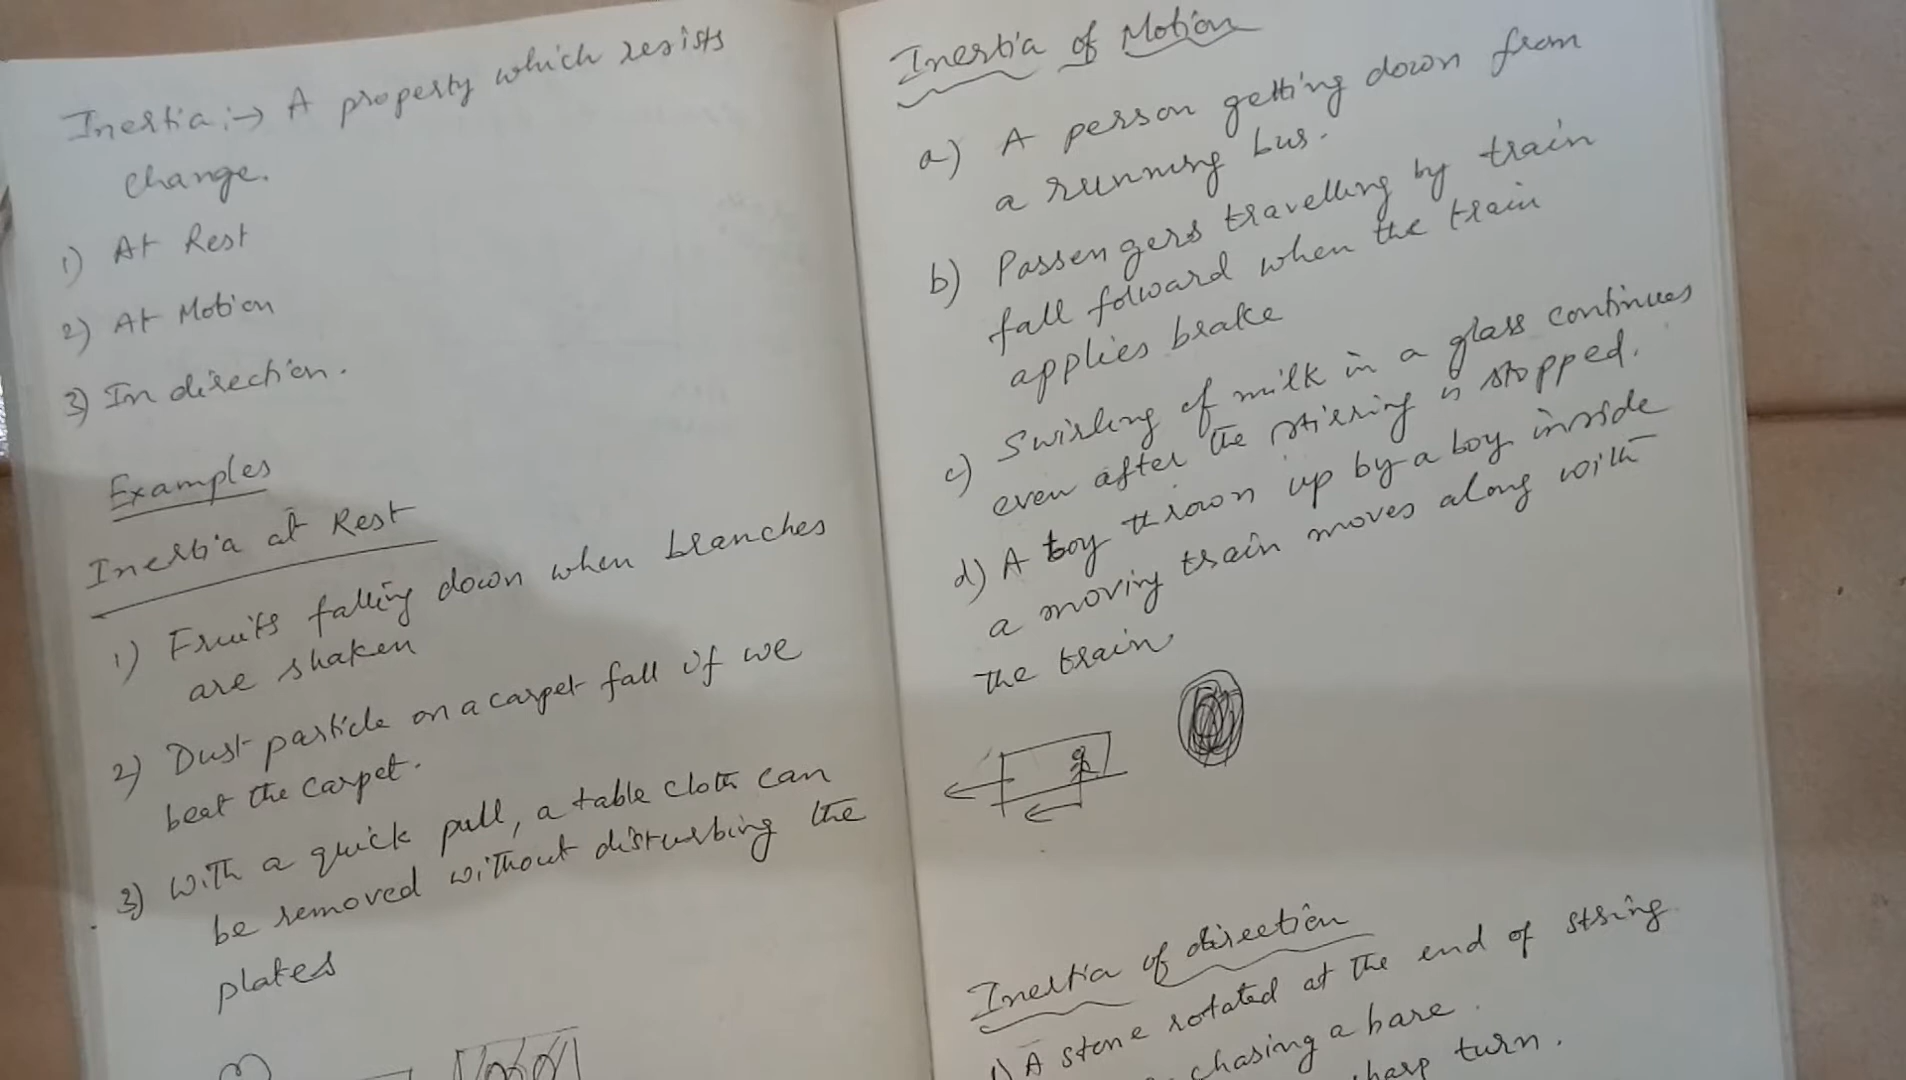 Inertia :→ A property which resists
change.
1) At Rest
2) At Motion
3) In direction.
Examples
Inertia at Rest
1) Fruits falling down when branches
are shaken
2) Dust particle on a carpet fall if we
beat the carpet.
3) With a quick pull, a table cloth can
be removed without disturbing the
plates
Inertia of Motion
a) A person getting down from
a running bus.
b) Passengers travelling by train
fall forward when the train
applies brake
c) Swirling of milk in a glass continues
even after the stirring is stopped.
d) A boy thrown up by a boy inside
a moving train moves along with
the train
Inertia of direction
1) A stone rotated at the end of string
chasing a hare.
sharp turn.